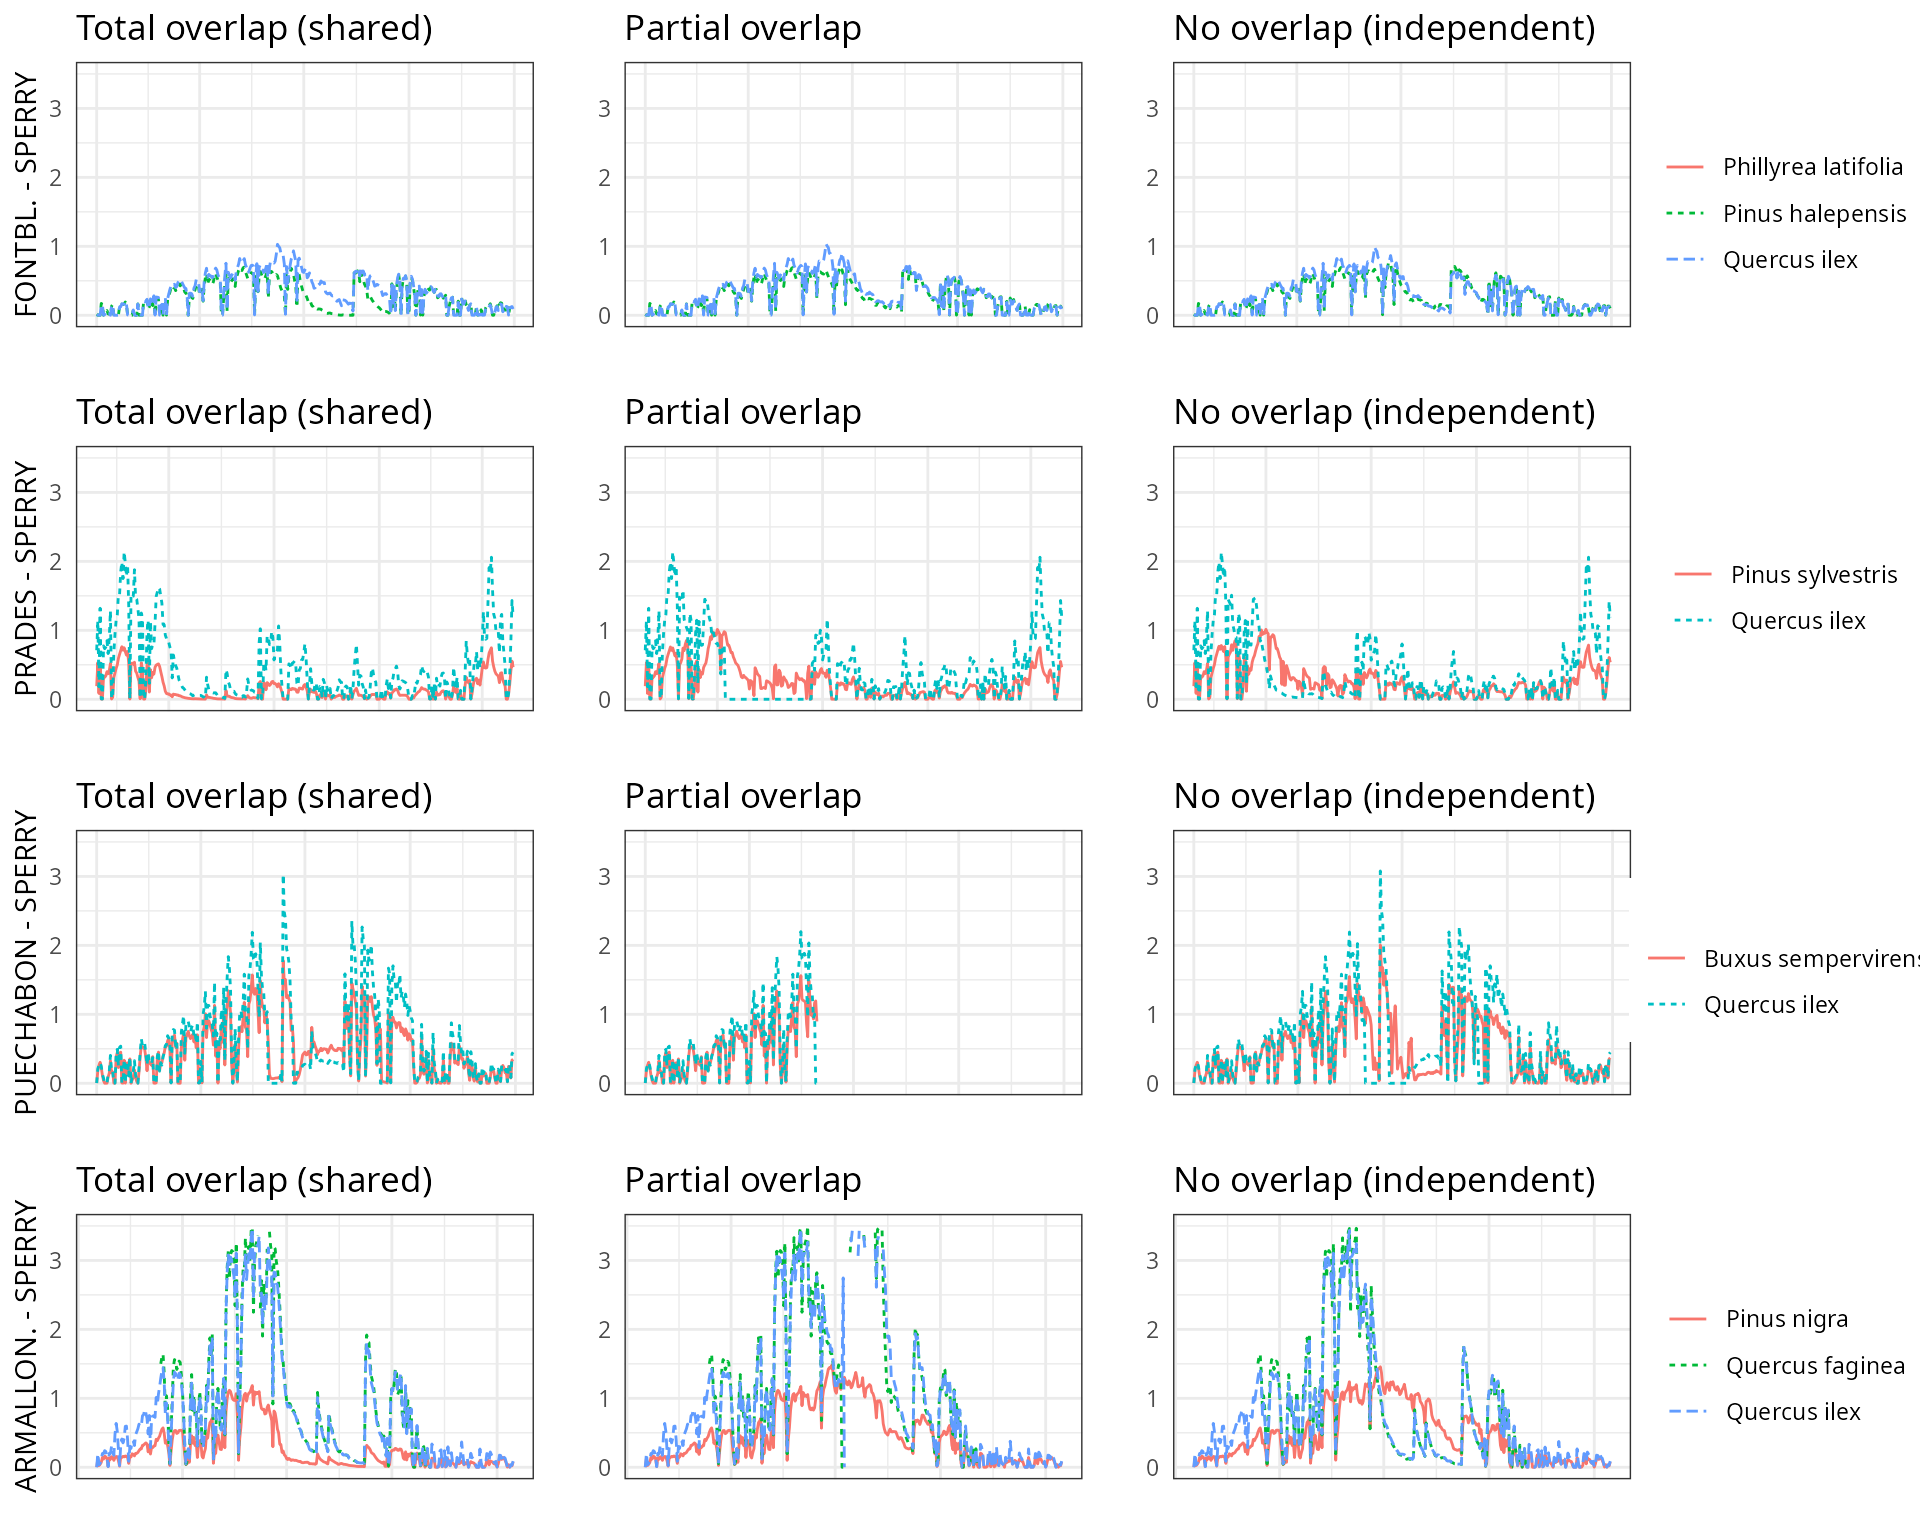 Total overlap (shared)
Partial overlap
No overlap (independent)
FONTBL. - SPERRY
3
2
1
0
3
2
1
0
3
2
1
0
Phillyrea latifolia
Pinus halepensis
Quercus ilex
Total overlap (shared)
Partial overlap
No overlap (independent)
PRADES - SPERRY
3
2
1
0
3
2
1
0
3
2
1
0
Pinus sylvestris
Quercus ilex
Total overlap (shared)
Partial overlap
No overlap (independent)
PUECHABON - SPERRY
3
2
1
0
3
2
1
0
3
2
1
0
Buxus sempervirens
Quercus ilex
Total overlap (shared)
Partial overlap
No overlap (independent)
ARMALLON. - SPERRY
3
2
1
0
3
2
1
0
3
2
1
0
Pinus nigra
Quercus faginea
Quercus ilex